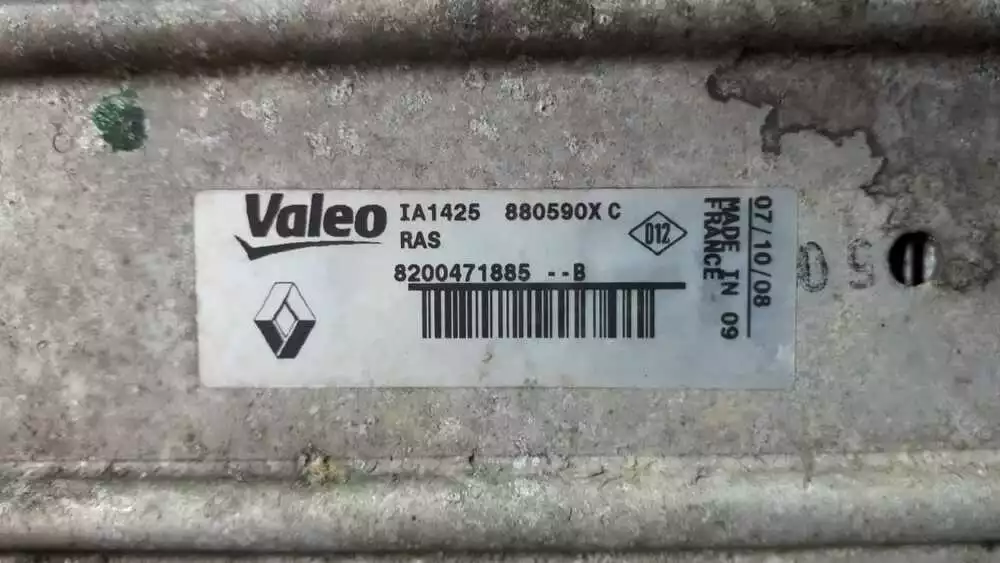 Valeo
IA1425 880590X C
RAS
012
8200471885 --B
07/10/08
MADE IN
FRANCE - 09